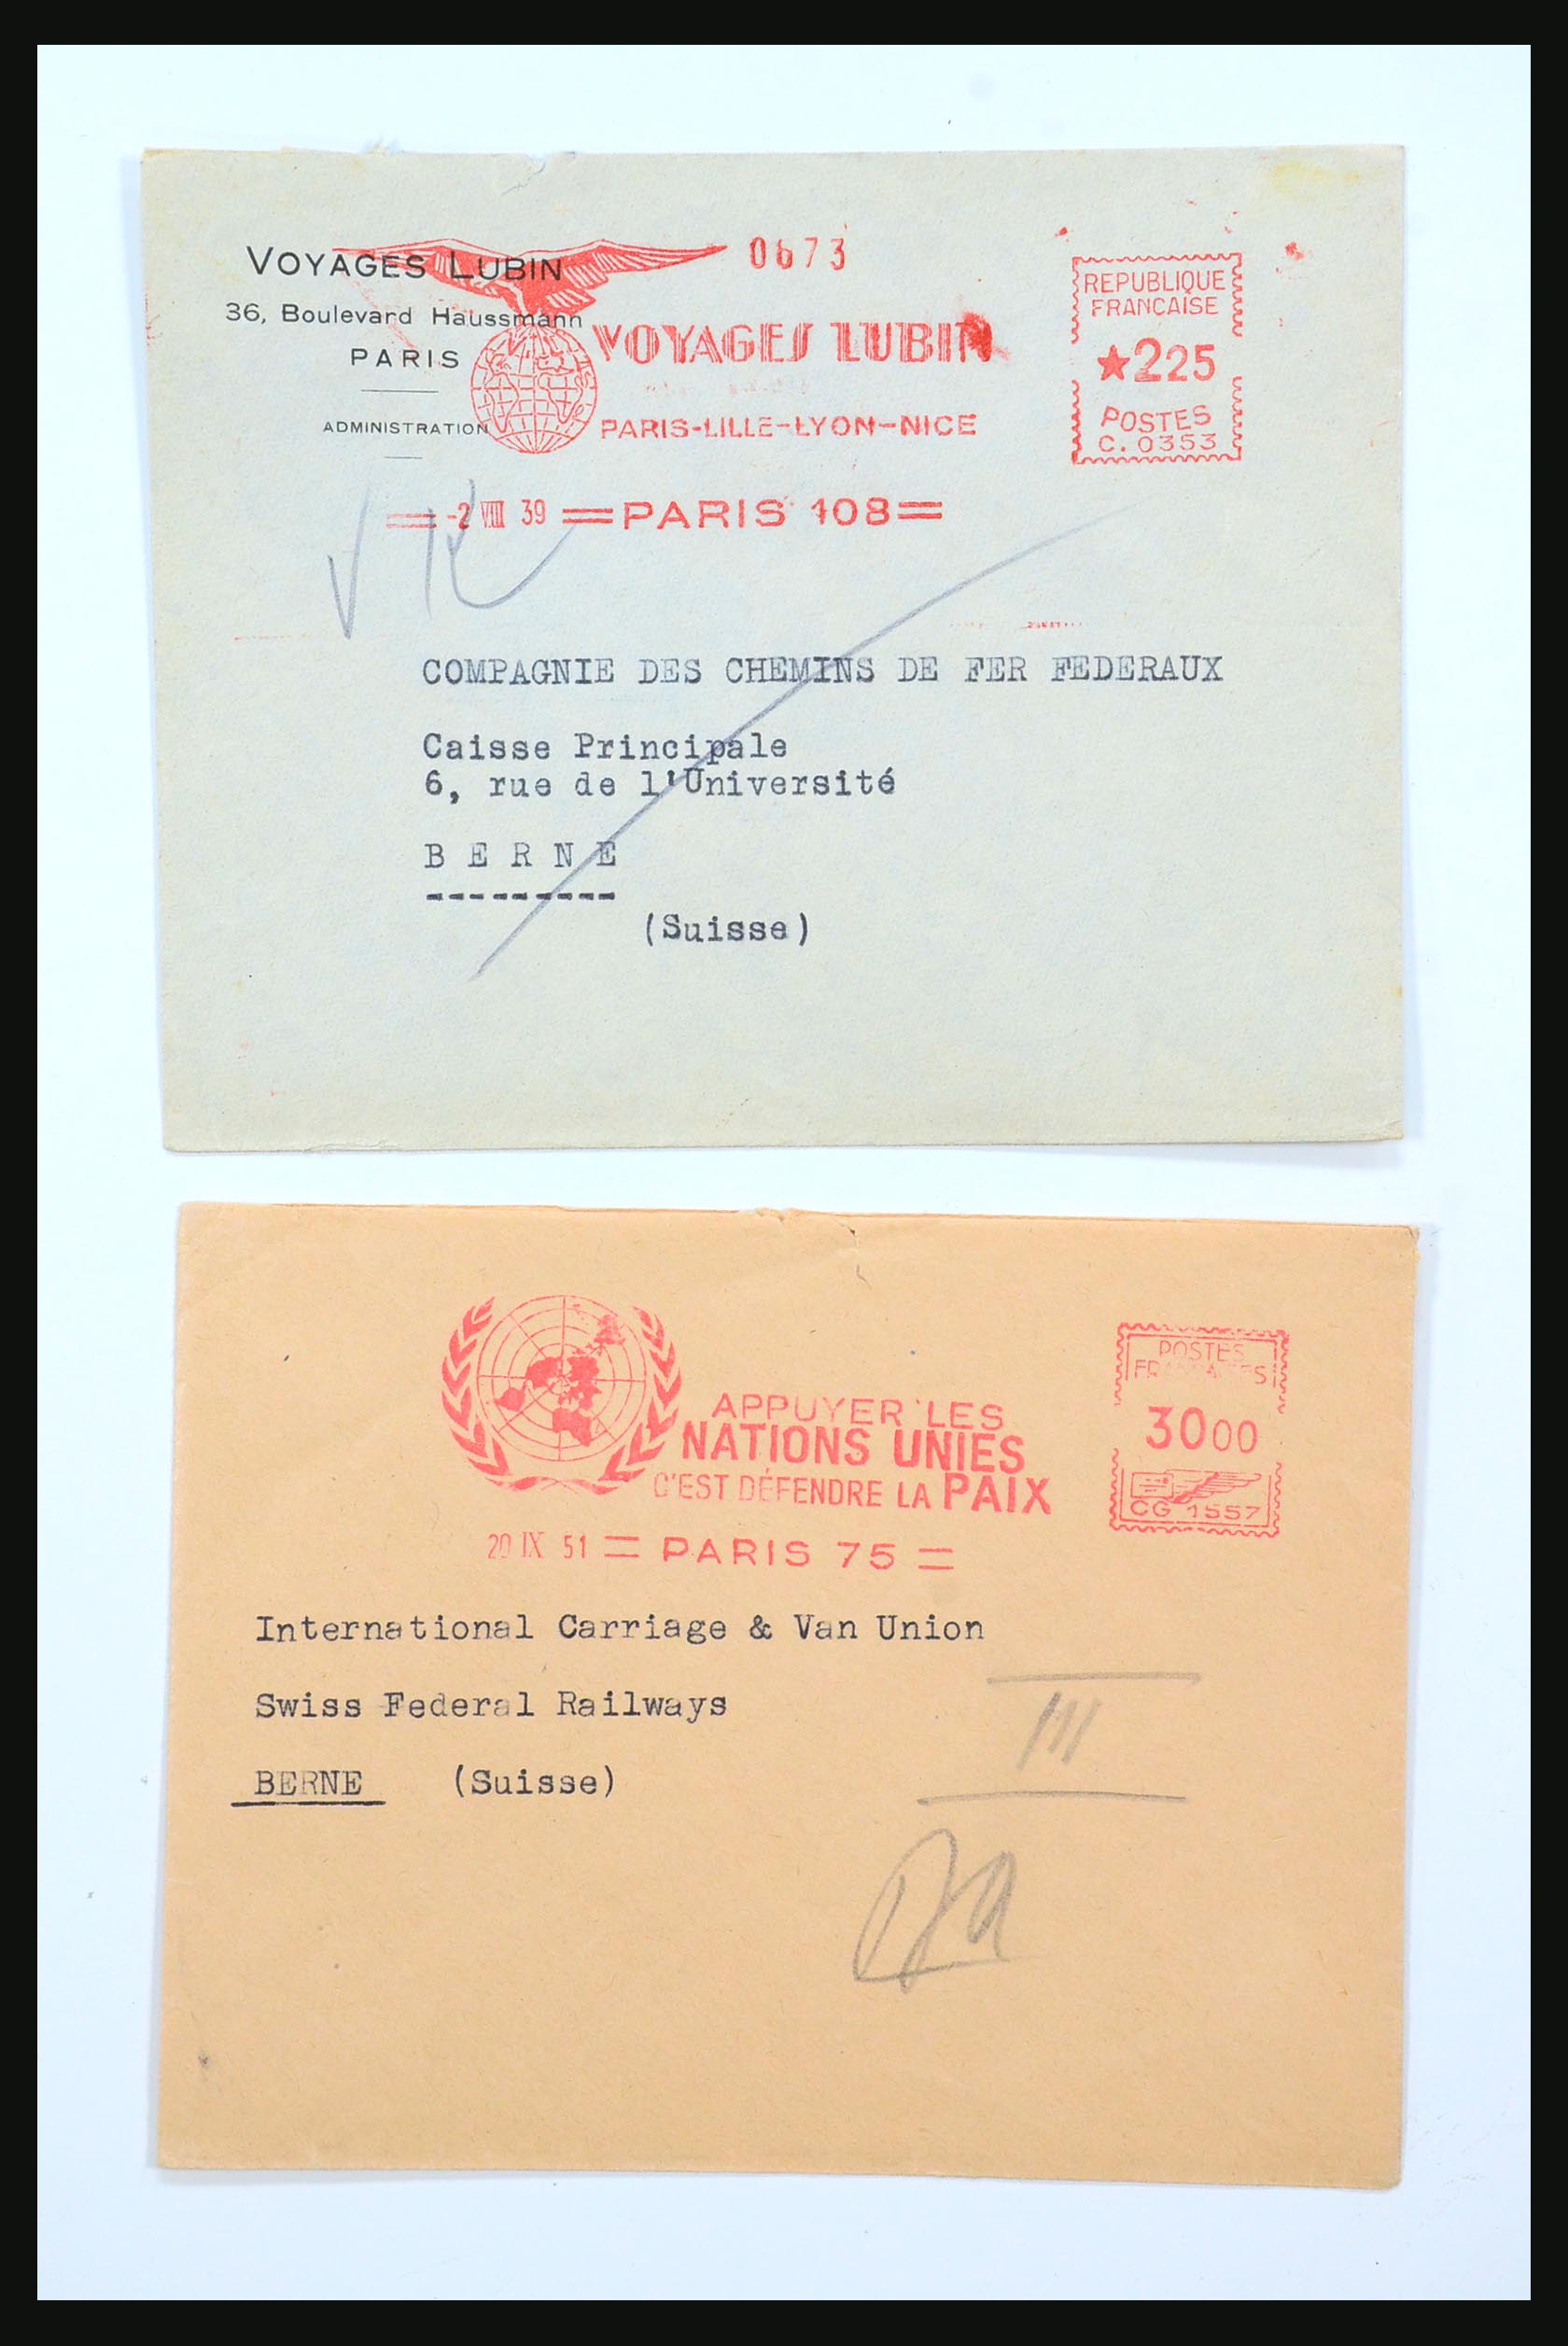 VOYAGES LUBIN
36, Boulevard Haussmann
PARIS
ADMINISTRATION
0673
VOYAGES LUBIN
PARIS-LILLE-LYON-NICE
REPUBLIQUE
FRANCAISE
★225
POSTES
C. 0353
-2 VIII 39 PARIS 108
COMPAGNIE DES CHEMINS DE FER FEDERAUX
Caisse Principale
6, rue de l'Université
BERNE
---------
(Suisse)
APPUYER LES
NATIONS UNIES
C'EST DÉFENDRE LA PAIX
POSTES
FRANCAISES
3000
CG 1557
20 IX 51 = PARIS 75 =
International Carriage & Van Union
Swiss Federal Railways
BERNE (Suisse)
III